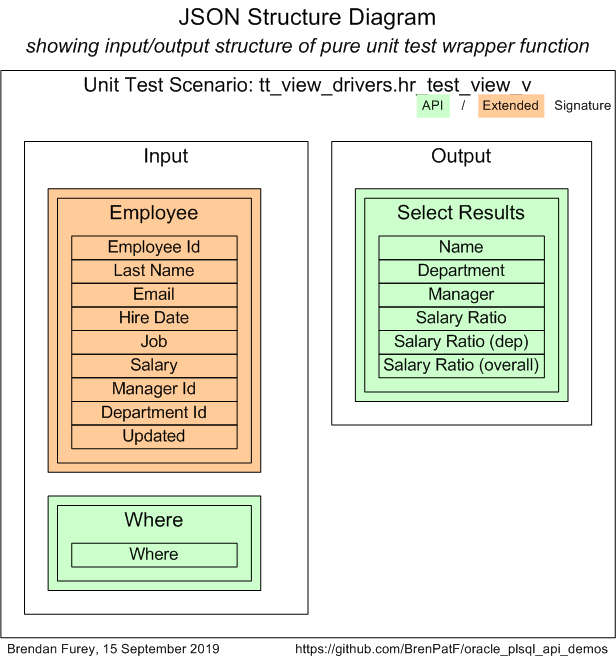 JSON Structure Diagram
showing input/output structure of pure unit test wrapper function
Unit Test Scenario: tt_view_drivers.hr_test_view_v
API / Extended Signature
Input
Employee
Employee Id
Last Name
Email
Hire Date
Job
Salary
Manager Id
Department Id
Updated
Where
Where
Output
Select Results
Name
Department
Manager
Salary Ratio
Salary Ratio (dep)
Salary Ratio (overall)
Brendan Furey, 15 September 2019
https://github.com/BrenPatF/oracle_plsql_api_demos